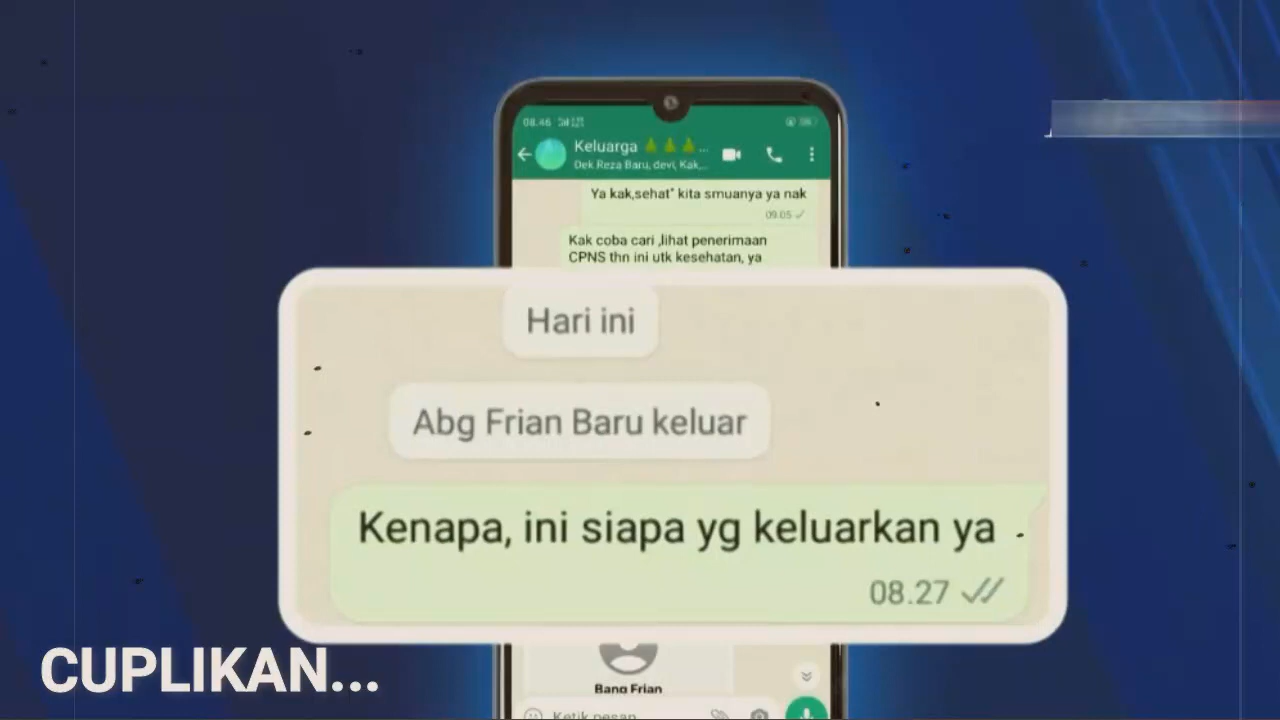 08.46
Keluarga
Dek Reza Baru, devi, Kak,...
Ya kak,sehat" kita smuanya ya nak
09.05
Kak coba cari ,lihat penerimaan
CPNS thn ini utk kesehatan, ya
Hari ini
Abg Frian Baru keluar
Kenapa, ini siapa yg keluarkan ya
08.27
CUPLIKAN...
Bang Frian
Ketik pesan